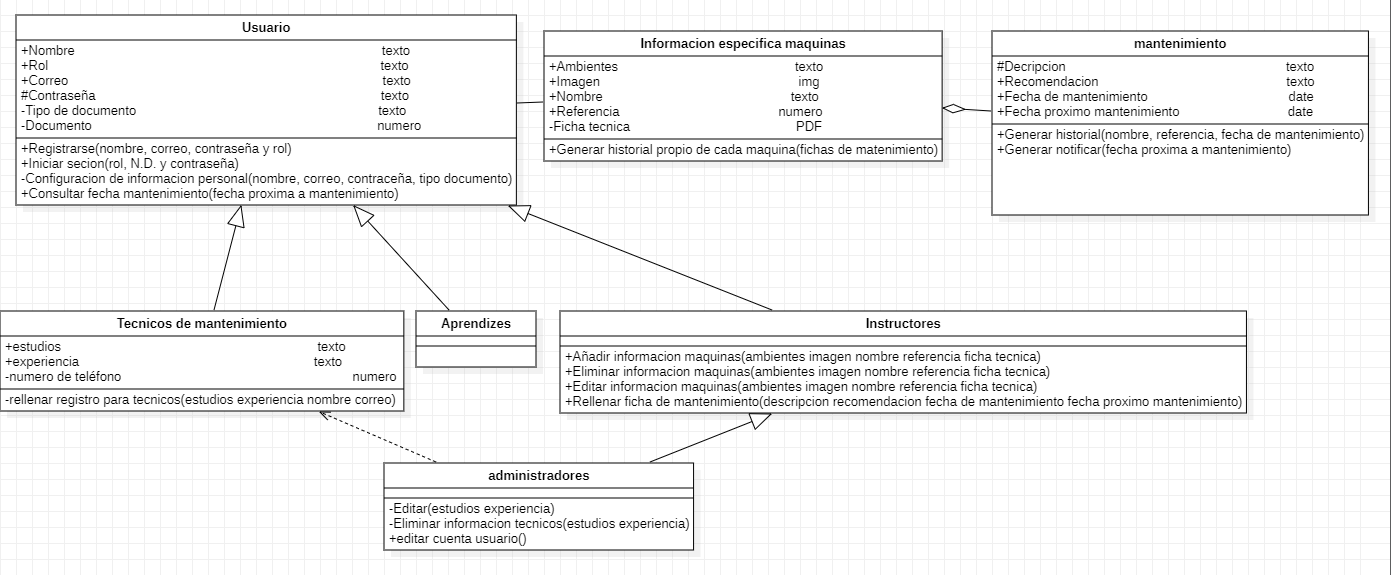 Usuario
+Nombre texto
+Rol texto
+Correo texto
#Contraseña texto
-Tipo de documento texto
-Documento numero
+Registrarse(nombre, correo, contraseña y rol)
+Iniciar secion(rol, N.D. y contraseña)
-Configuracion de informacion personal(nombre, correo, contraceña, tipo documento)
+Consultar fecha mantenimiento(fecha proxima a mantenimiento)
Informacion especifica maquinas
+Ambientes texto
+Imagen img
+Nombre texto
+Referencia numero
-Ficha tecnica PDF
+Generar historial propio de cada maquina(fichas de matenimiento)
mantenimiento
#Decripcion texto
+Recomendacion texto
+Fecha de mantenimiento date
+Fecha proximo mantenimiento date
+Generar historial(nombre, referencia, fecha de mantenimiento)
+Generar notificar(fecha proxima a mantenimiento)
Tecnicos de mantenimiento
+estudios texto
+experiencia texto
-numero de teléfono numero
-rellenar registro para tecnicos(estudios experiencia nombre correo)
Aprendizes
Instructores
+Añadir informacion maquinas(ambientes imagen nombre referencia ficha tecnica)
+Eliminar informacion maquinas(ambientes imagen nombre referencia ficha tecnica)
+Editar informacion maquinas(ambientes imagen nombre referencia ficha tecnica)
+Rellenar ficha de mantenimiento(descripcion recomendacion fecha de mantenimiento fecha proximo mantenimiento)
administradores
-Editar(estudios experiencia)
-Eliminar informacion tecnicos(estudios experiencia)
+editar cuenta usuario()